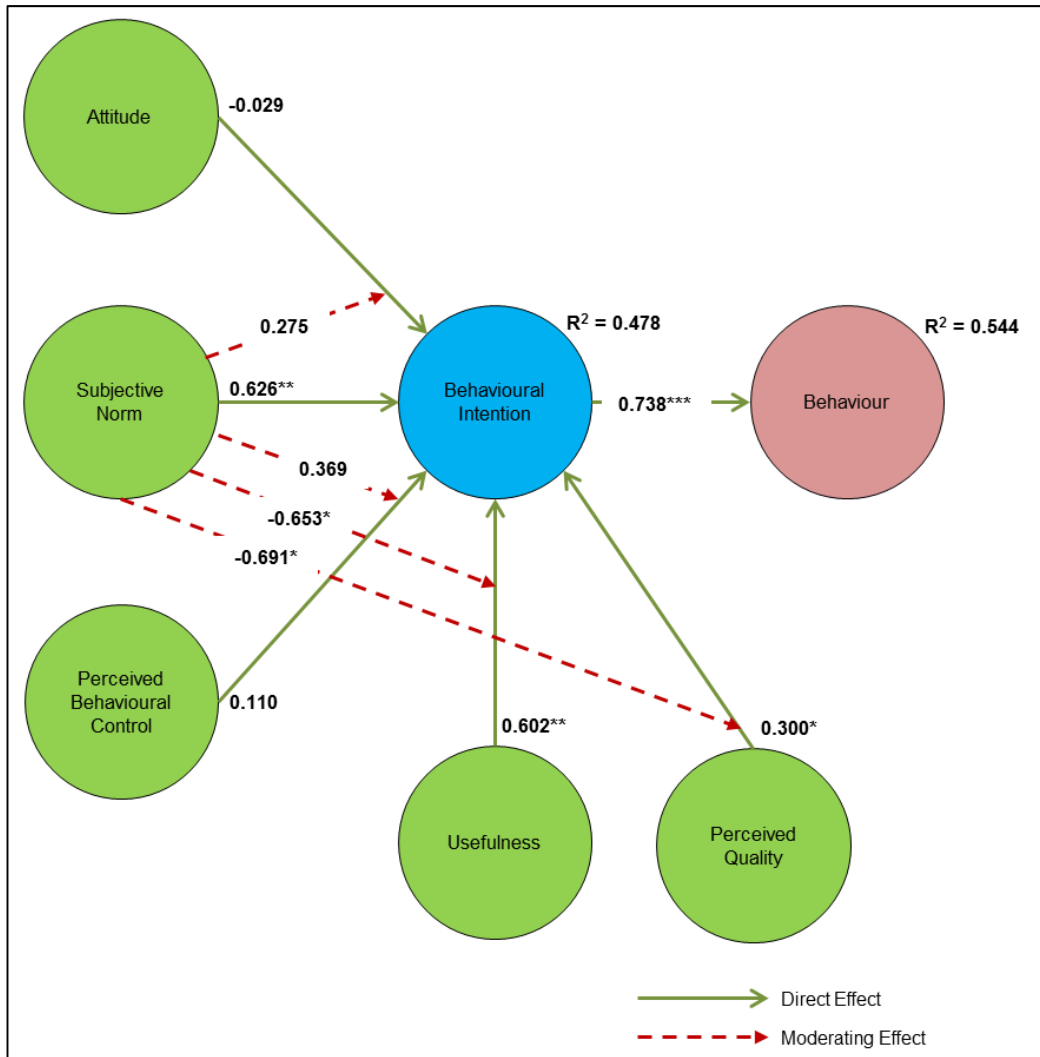 Attitude
-0.029
0.275
R² = 0.478
R² = 0.544
Subjective
Norm
0.626**
Behavioural
Intention
0.738***
Behaviour
0.369
-0.653*
-0.691*
Perceived
Behavioural
Control
0.110
0.602**
0.300*
Usefulness
Perceived
Quality
Direct Effect
Moderating Effect